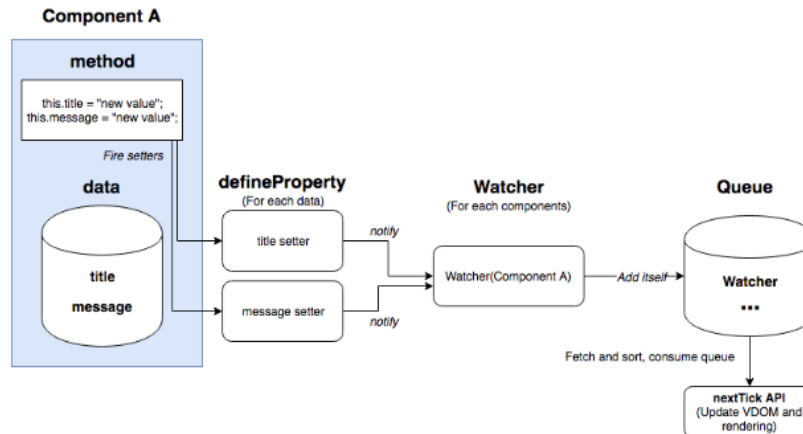 Component A
method
this.title = "new value";
this.message = "new value";
Fire setters
data
title
message
defineProperty
(For each data)
title setter
message setter
notify
notify
Watcher
(For each components)
Watcher(Component A)
Add itself
Queue
Watcher
...
Fetch and sort, consume queue
nextTick API
(Update VDOM and
rendering)